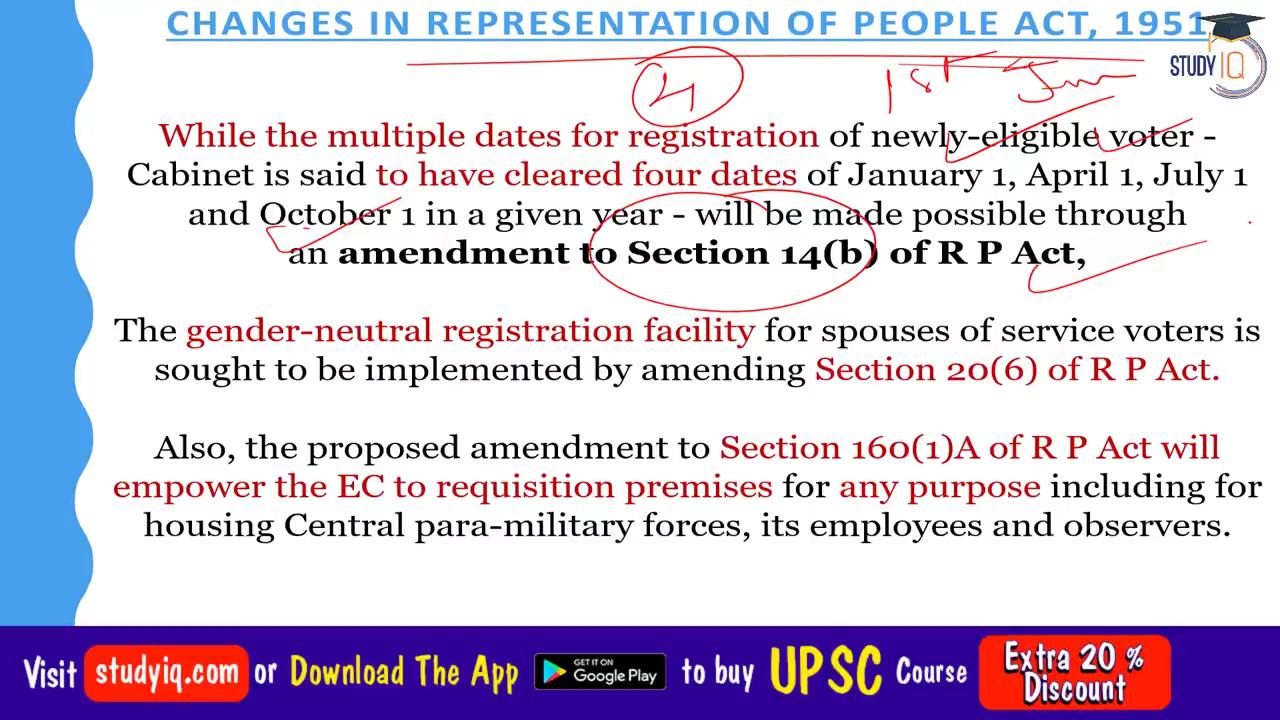 CHANGES IN REPRESENTATION OF PEOPLE ACT, 1951
STUDY IQ
4
1st Jan
While the multiple dates for registration of newly-eligible voter -
Cabinet is said to have cleared four dates of January 1, April 1, July 1
and October 1 in a given year - will be made possible through
an amendment to Section 14(b) of R P Act,
The gender-neutral registration facility for spouses of service voters is
sought to be implemented by amending Section 20(6) of R P Act.
Also, the proposed amendment to Section 160(1)A of R P Act will
empower the EC to requisition premises for any purpose including for
housing Central para-military forces, its employees and observers.
Visit studyiq.com or Download The App GET IT ON Google Play to buy UPSC Course Extra 20 % Discount